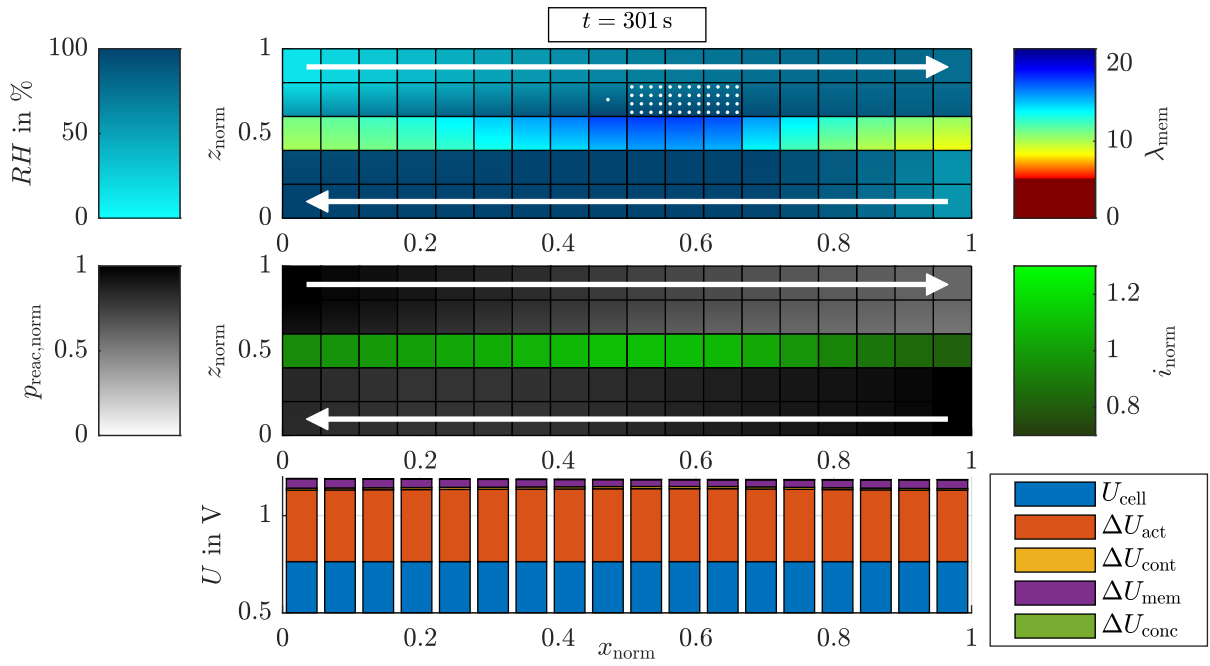 t = 301 s
RH in %
100
50
0
z_norm
1
0.5
0
0 0.2 0.4 0.6 0.8 1
20
10
0
λ_mem
p_reac,norm
1
0.5
0
z_norm
1
0.5
0
0 0.2 0.4 0.6 0.8 1
1.2
1
0.8
i_norm
U in V
1
0.5
0 0.2 0.4 0.6 0.8 1
x_norm
U_cell
ΔU_act
ΔU_cont
ΔU_mem
ΔU_conc